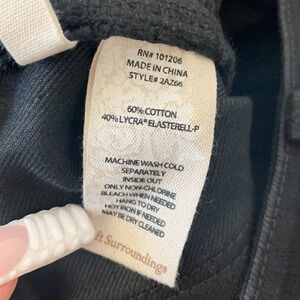 RN# 101206
MADE IN CHINA
STYLE# 2AZ66
60% COTTON
40% LYCRA® ELASTERELL-P
MACHINE WASH COLD
SEPARATELY
INSIDE OUT
ONLY NON-CHLORINE
BLEACH WHEN NEEDED
HANG TO DRY
HOT IRON IF NEEDED
MAY BE DRY CLEANED
ft Surroundings